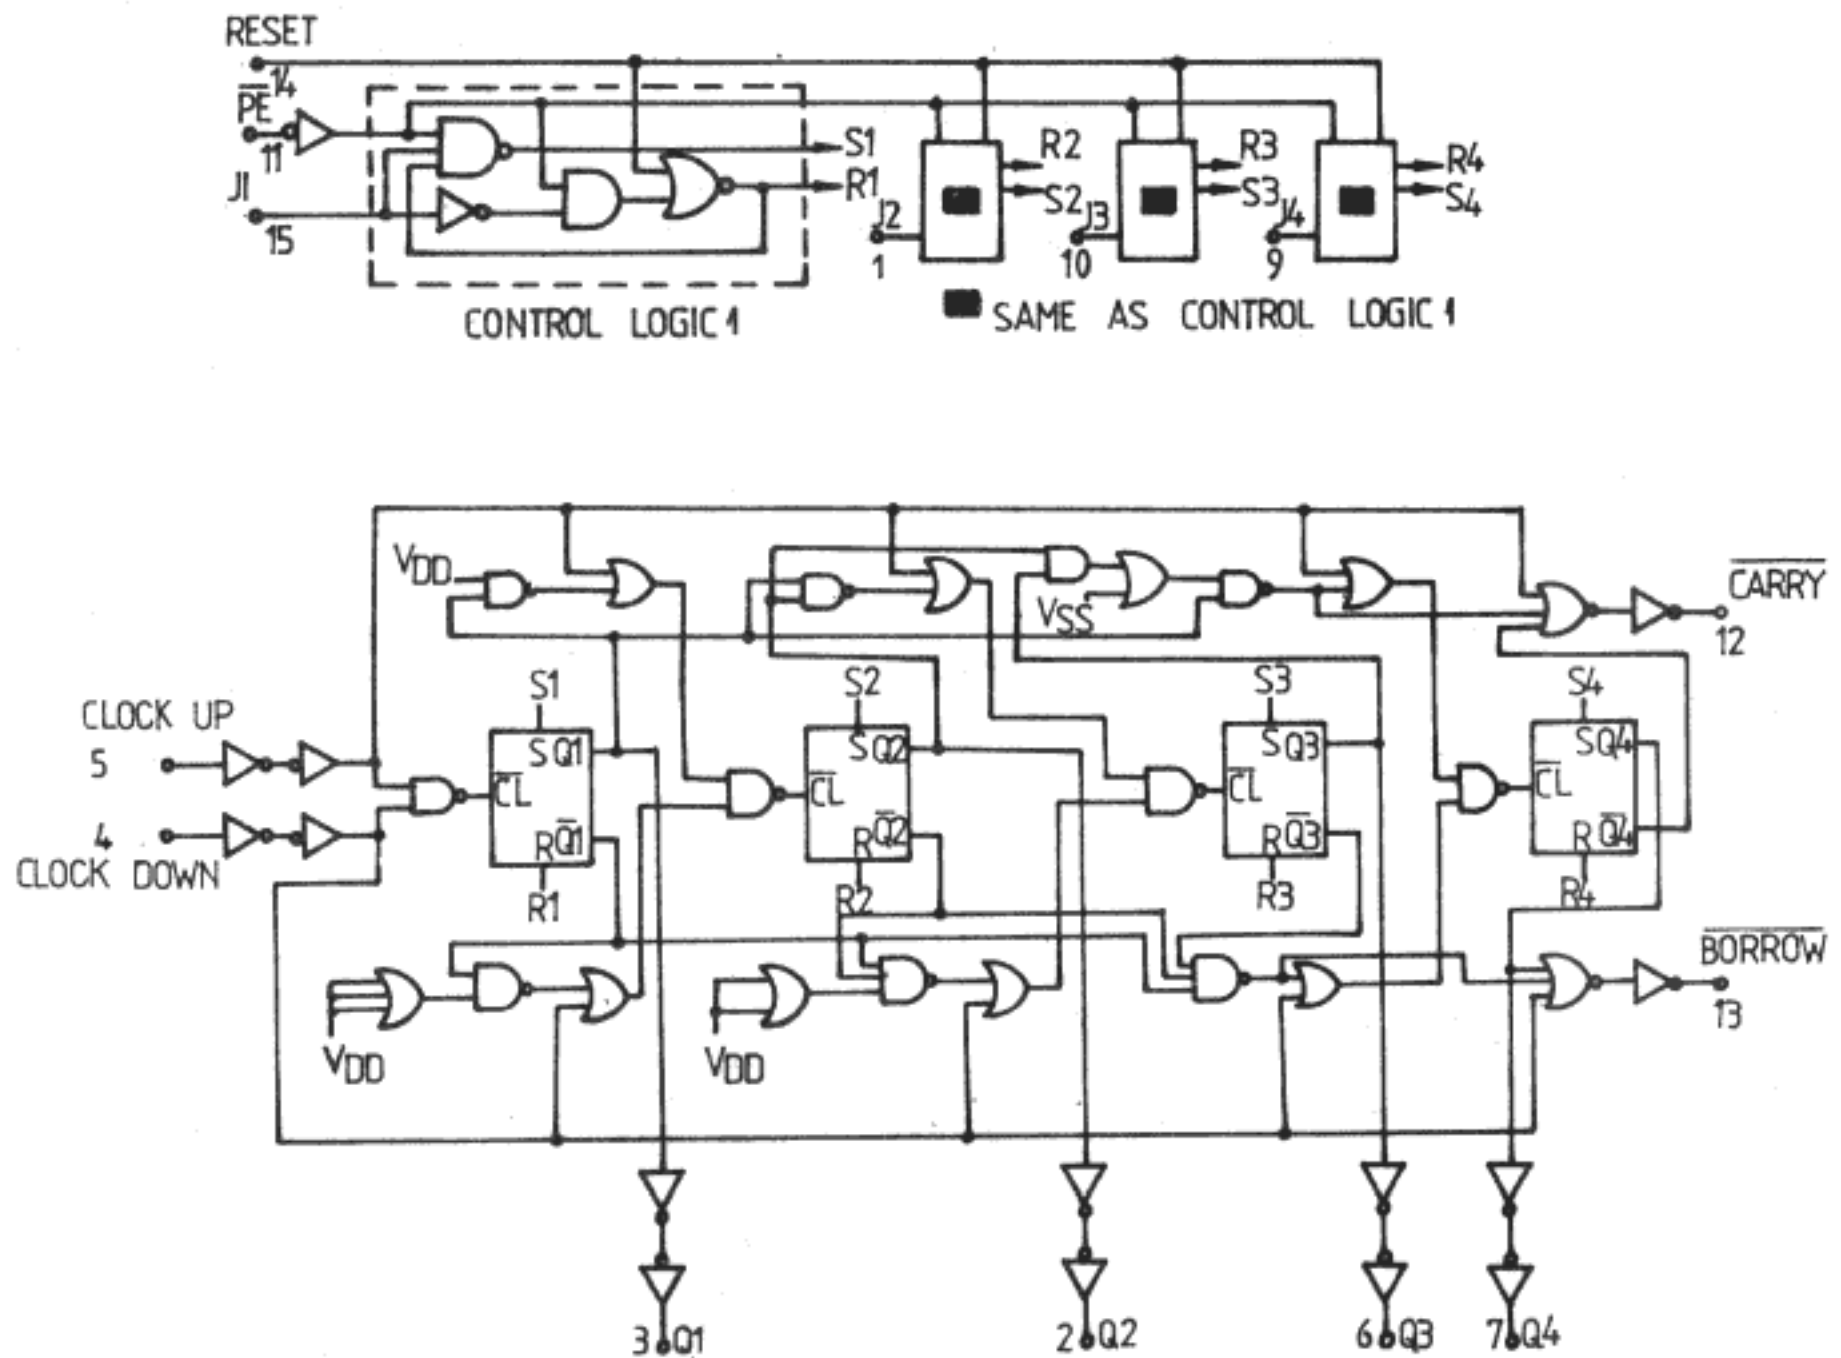 RESET
14
PE
11
J1
15
S1
R1
CONTROL LOGIC 1
J2
1
R2
S2
J3
10
R3
S3
J4
9
R4
S4
SAME AS CONTROL LOGIC 1
VDD
VSS
CARRY
12
CLOCK UP
5
4
CLOCK DOWN
S1
S Q1
CL
R Q1
R1
S2
S Q2
CL
R Q2
R2
S3
S Q3
CL
R Q3
R3
S4
S Q4
CL
R Q4
R4
VDD
VDD
BORROW
13
3 Q1
2 Q2
6 Q3
7 Q4